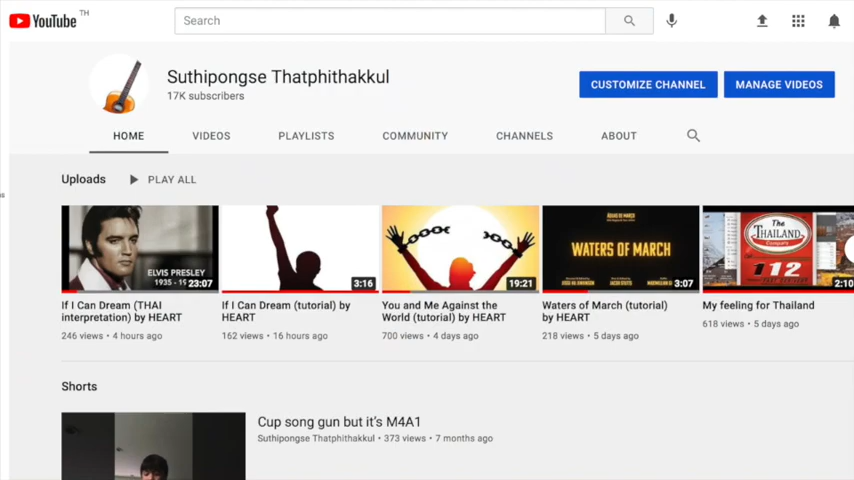 YouTube TH
Search
Suthipongse Thatphithakkul
17K subscribers
CUSTOMIZE CHANNEL
MANAGE VIDEOS
HOME
VIDEOS
PLAYLISTS
COMMUNITY
CHANNELS
ABOUT
Uploads
PLAY ALL
ELVIS PRESLEY
23:07
If I Can Dream (THAI
interpretation) by HEART
246 views • 4 hours ago
3:16
If I Can Dream (tutorial) by
HEART
162 views • 16 hours ago
19:21
You and Me Against the
World (tutorial) by HEART
700 views • 4 days ago
WATERS OF MARCH
3:07
Waters of March (tutorial)
by HEART
218 views • 5 days ago
The
THAILAND
112
2:10
My feeling for Thailand
618 views • 5 days ago
Shorts
Cup song gun but it's M4A1
Suthipongse Thatphithakkul • 373 views • 7 months ago